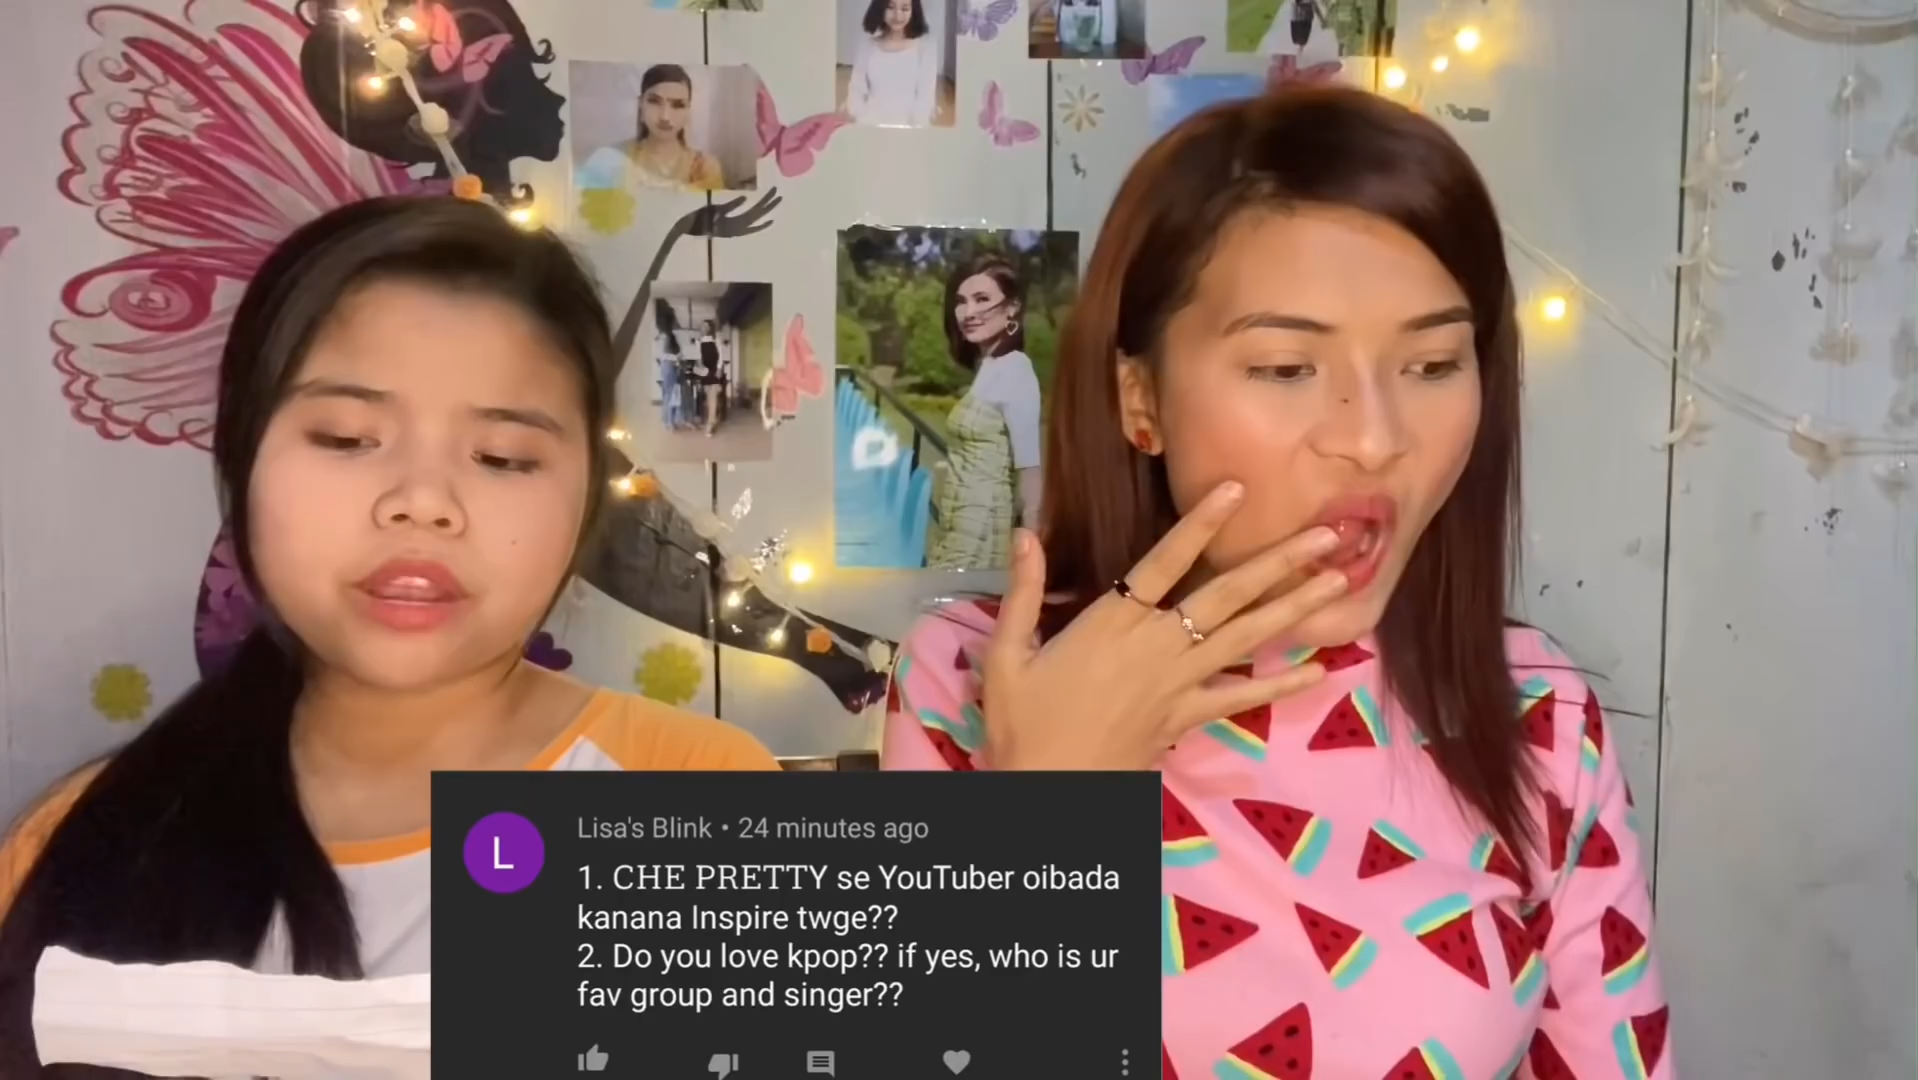 L
Lisa's Blink • 24 minutes ago
1. CHE PRETTY se YouTuber oibada
kanana Inspire twge??
2. Do you love kpop?? if yes, who is ur
fav group and singer??